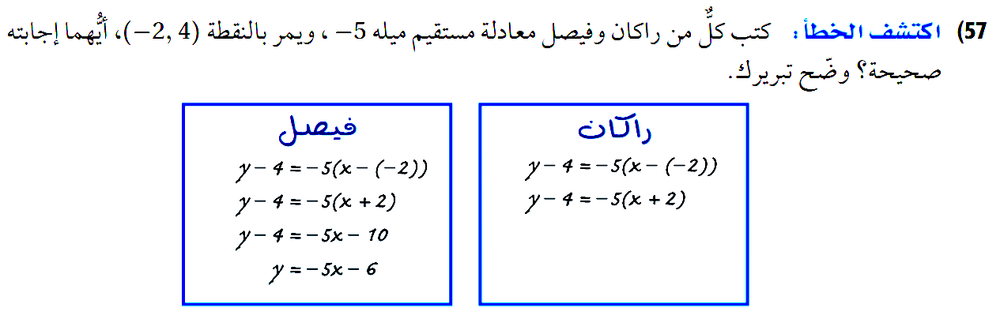 57) اكتشف الخطأ : كتب كلٌّ من راكان وفيصل معادلة مستقيم ميله 5− ، ويمر بالنقطة (−2, 4)، أيُّهما إجابته
صحيحة؟ وضّح تبريرك.
راكان
y − 4 = −5(x − (−2))
y − 4 = −5(x + 2)
فيصل
y − 4 = −5(x − (−2))
y − 4 = −5(x + 2)
y − 4 = −5x − 10
y = −5x − 6